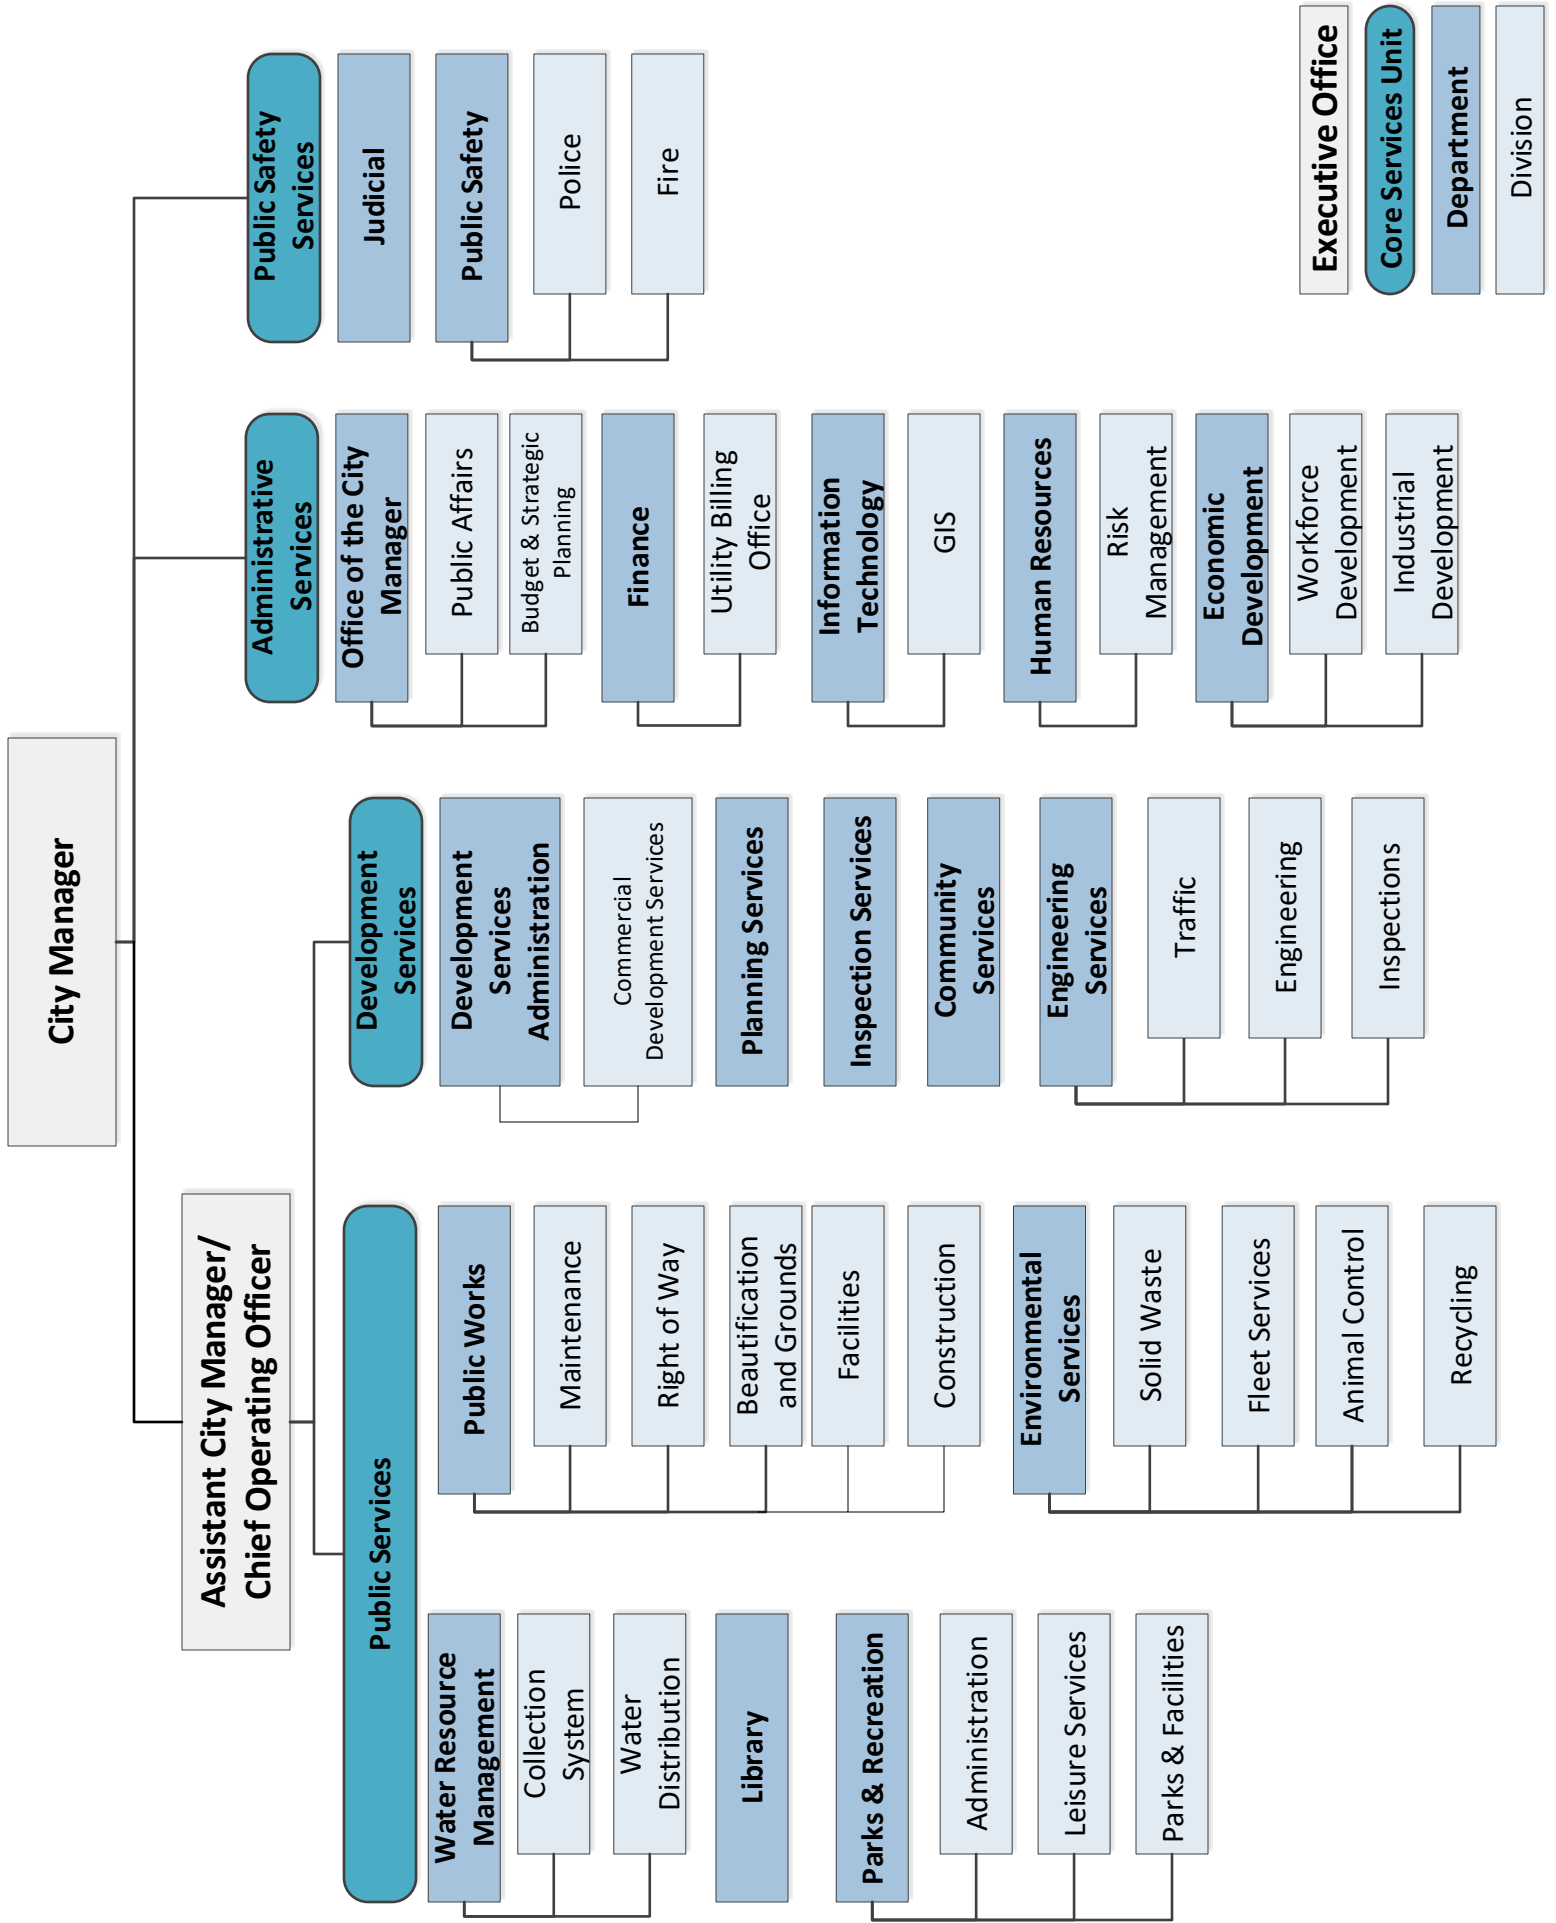 City Manager
Assistant City Manager/
Chief Operating Officer
Public Services
Water Resource
Management
Collection
System
Water
Distribution
Library
Parks & Recreation
Administration
Leisure Services
Parks & Facilities
Public Works
Maintenance
Right of Way
Beautification
and Grounds
Facilities
Construction
Environmental
Services
Solid Waste
Fleet Services
Animal Control
Recycling
Development
Services
Development
Services
Administration
Commercial
Development Services
Planning Services
Inspection Services
Community
Services
Engineering
Services
Traffic
Engineering
Inspections
Administrative
Services
Office of the City
Manager
Public Affairs
Budget & Strategic
Planning
Finance
Utility Billing
Office
Information
Technology
GIS
Human Resources
Risk
Management
Economic
Development
Workforce
Development
Industrial
Development
Public Safety
Services
Judicial
Public Safety
Police
Fire
Executive Office
Core Services Unit
Department
Division